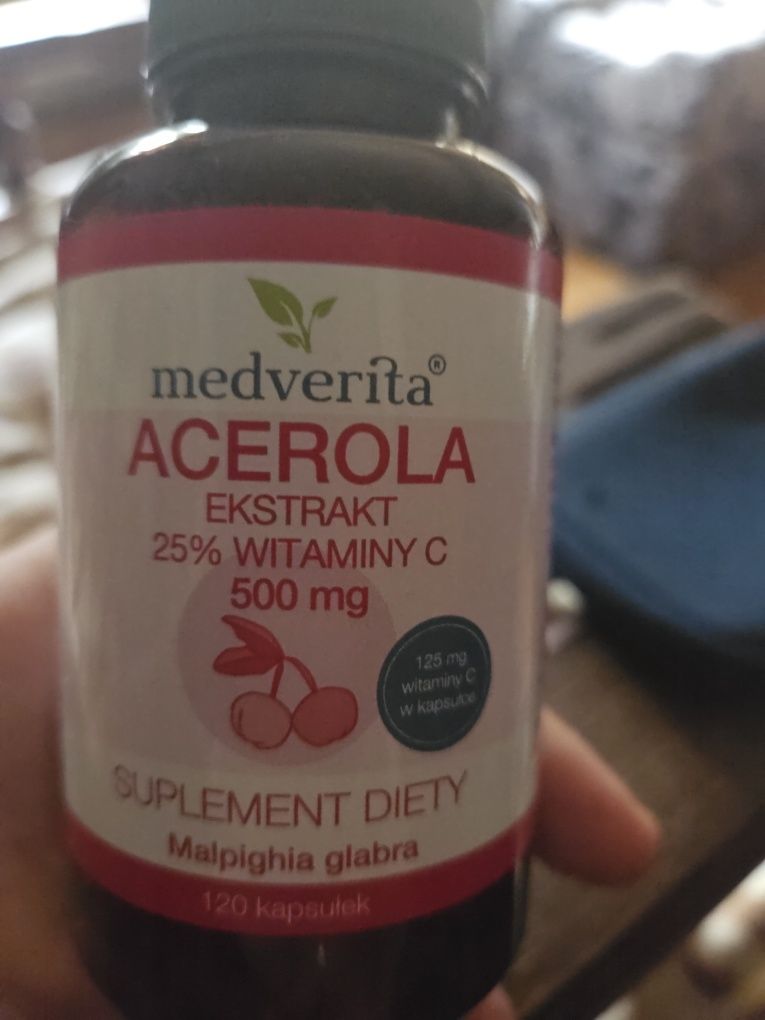 medverita®
ACEROLA
EKSTRAKT
25% WITAMINY C
500 mg
125 mg
witaminy C
w kapsułce
SUPLEMENT DIETY
Malpighia glabra
120 kapsułek